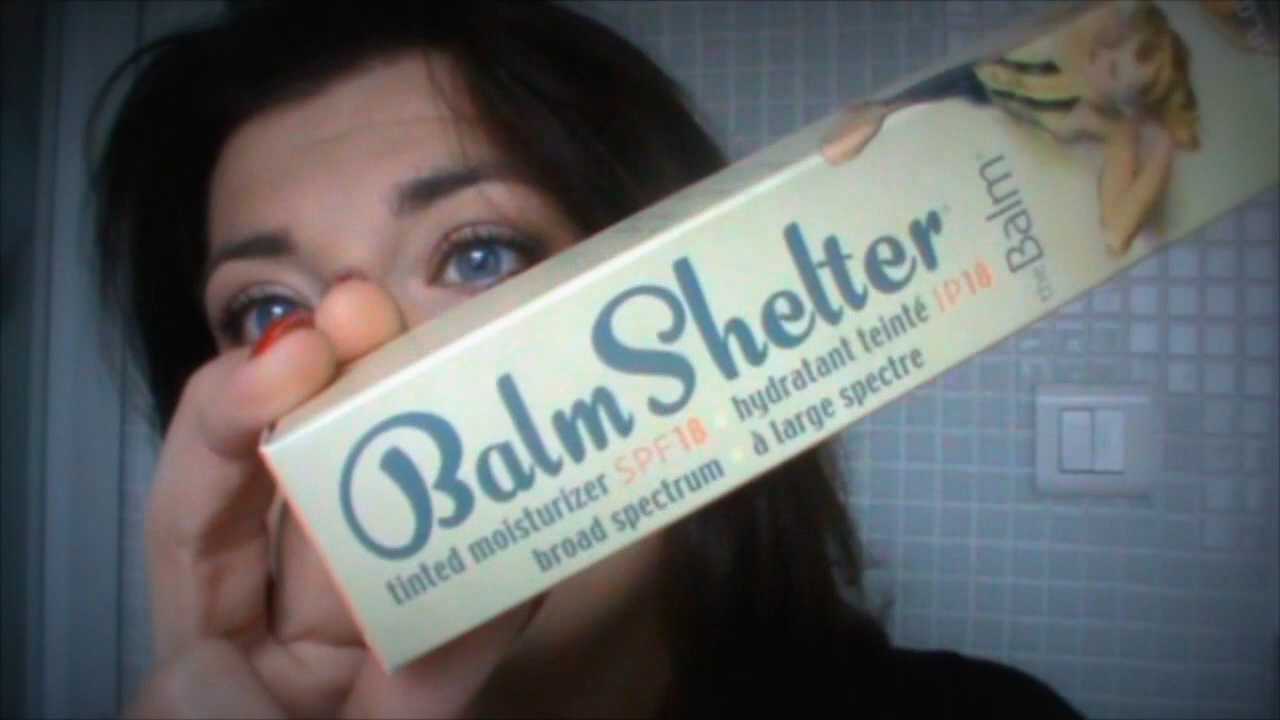 BalmShelter®
tinted moisturizer SPF18 • hydratant teinté IP18
broad spectrum • à large spectre
theBalm®